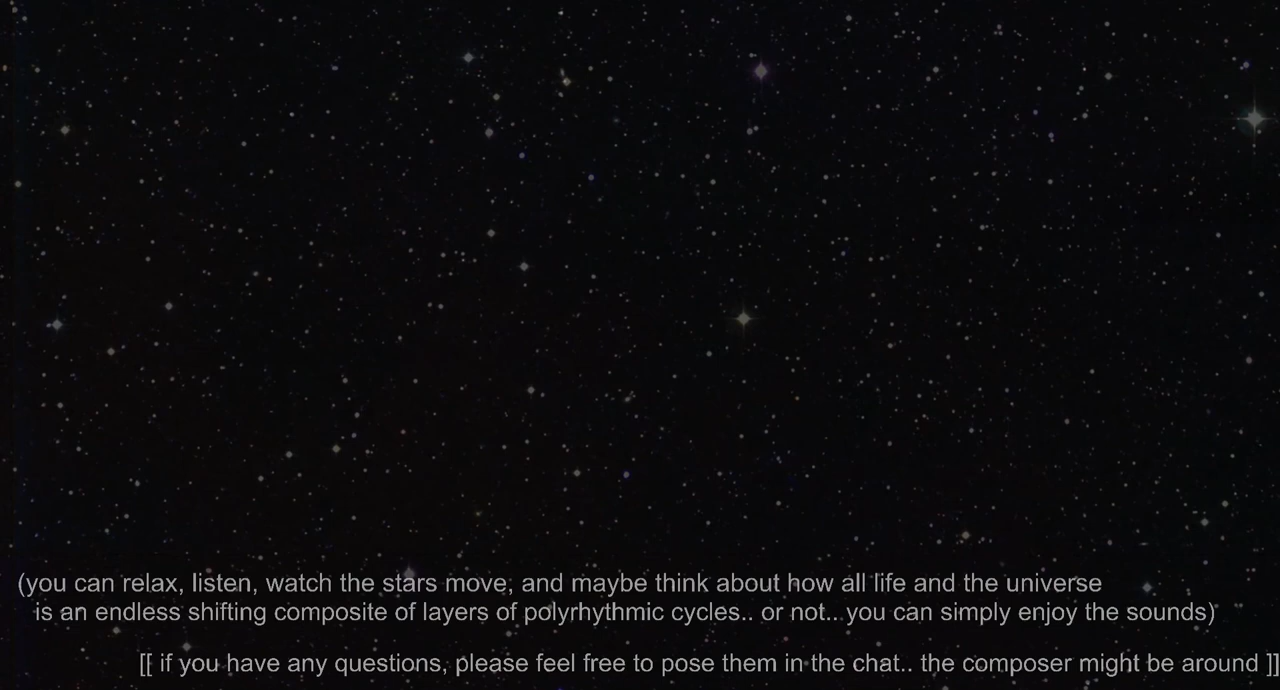 (you can relax, listen, watch the stars move, and maybe think about how all life and the universe
is an endless shifting composite of layers of polyrhythmic cycles.. or not.. you can simply enjoy the sounds)
[[ if you have any questions, please feel free to pose them in the chat.. the composer might be around ]]